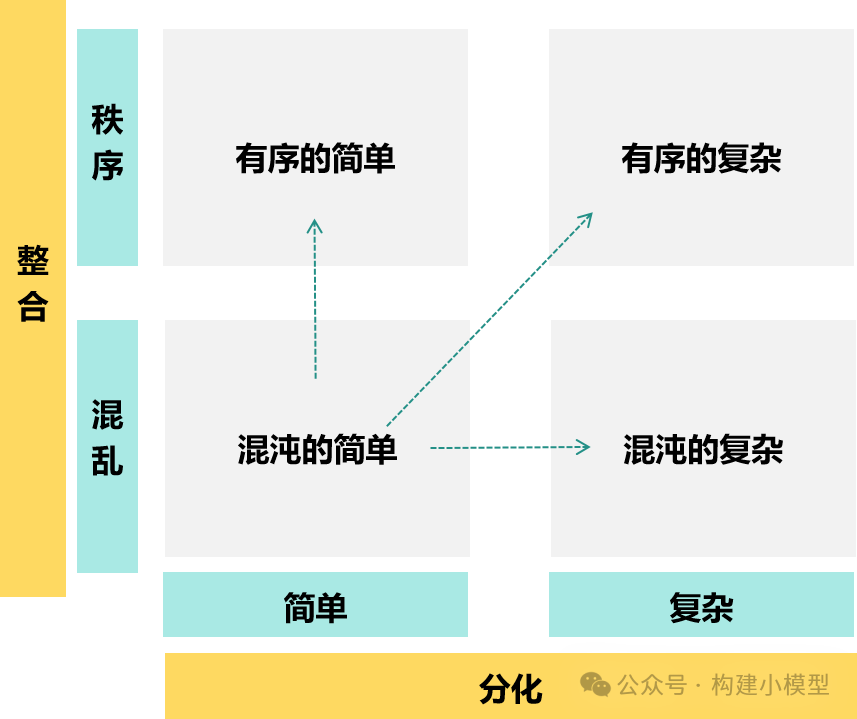 整合
秩序
有序的简单
有序的复杂
混乱
混沌的简单
混沌的复杂
简单
复杂
分化
公众号 · 构建小模型